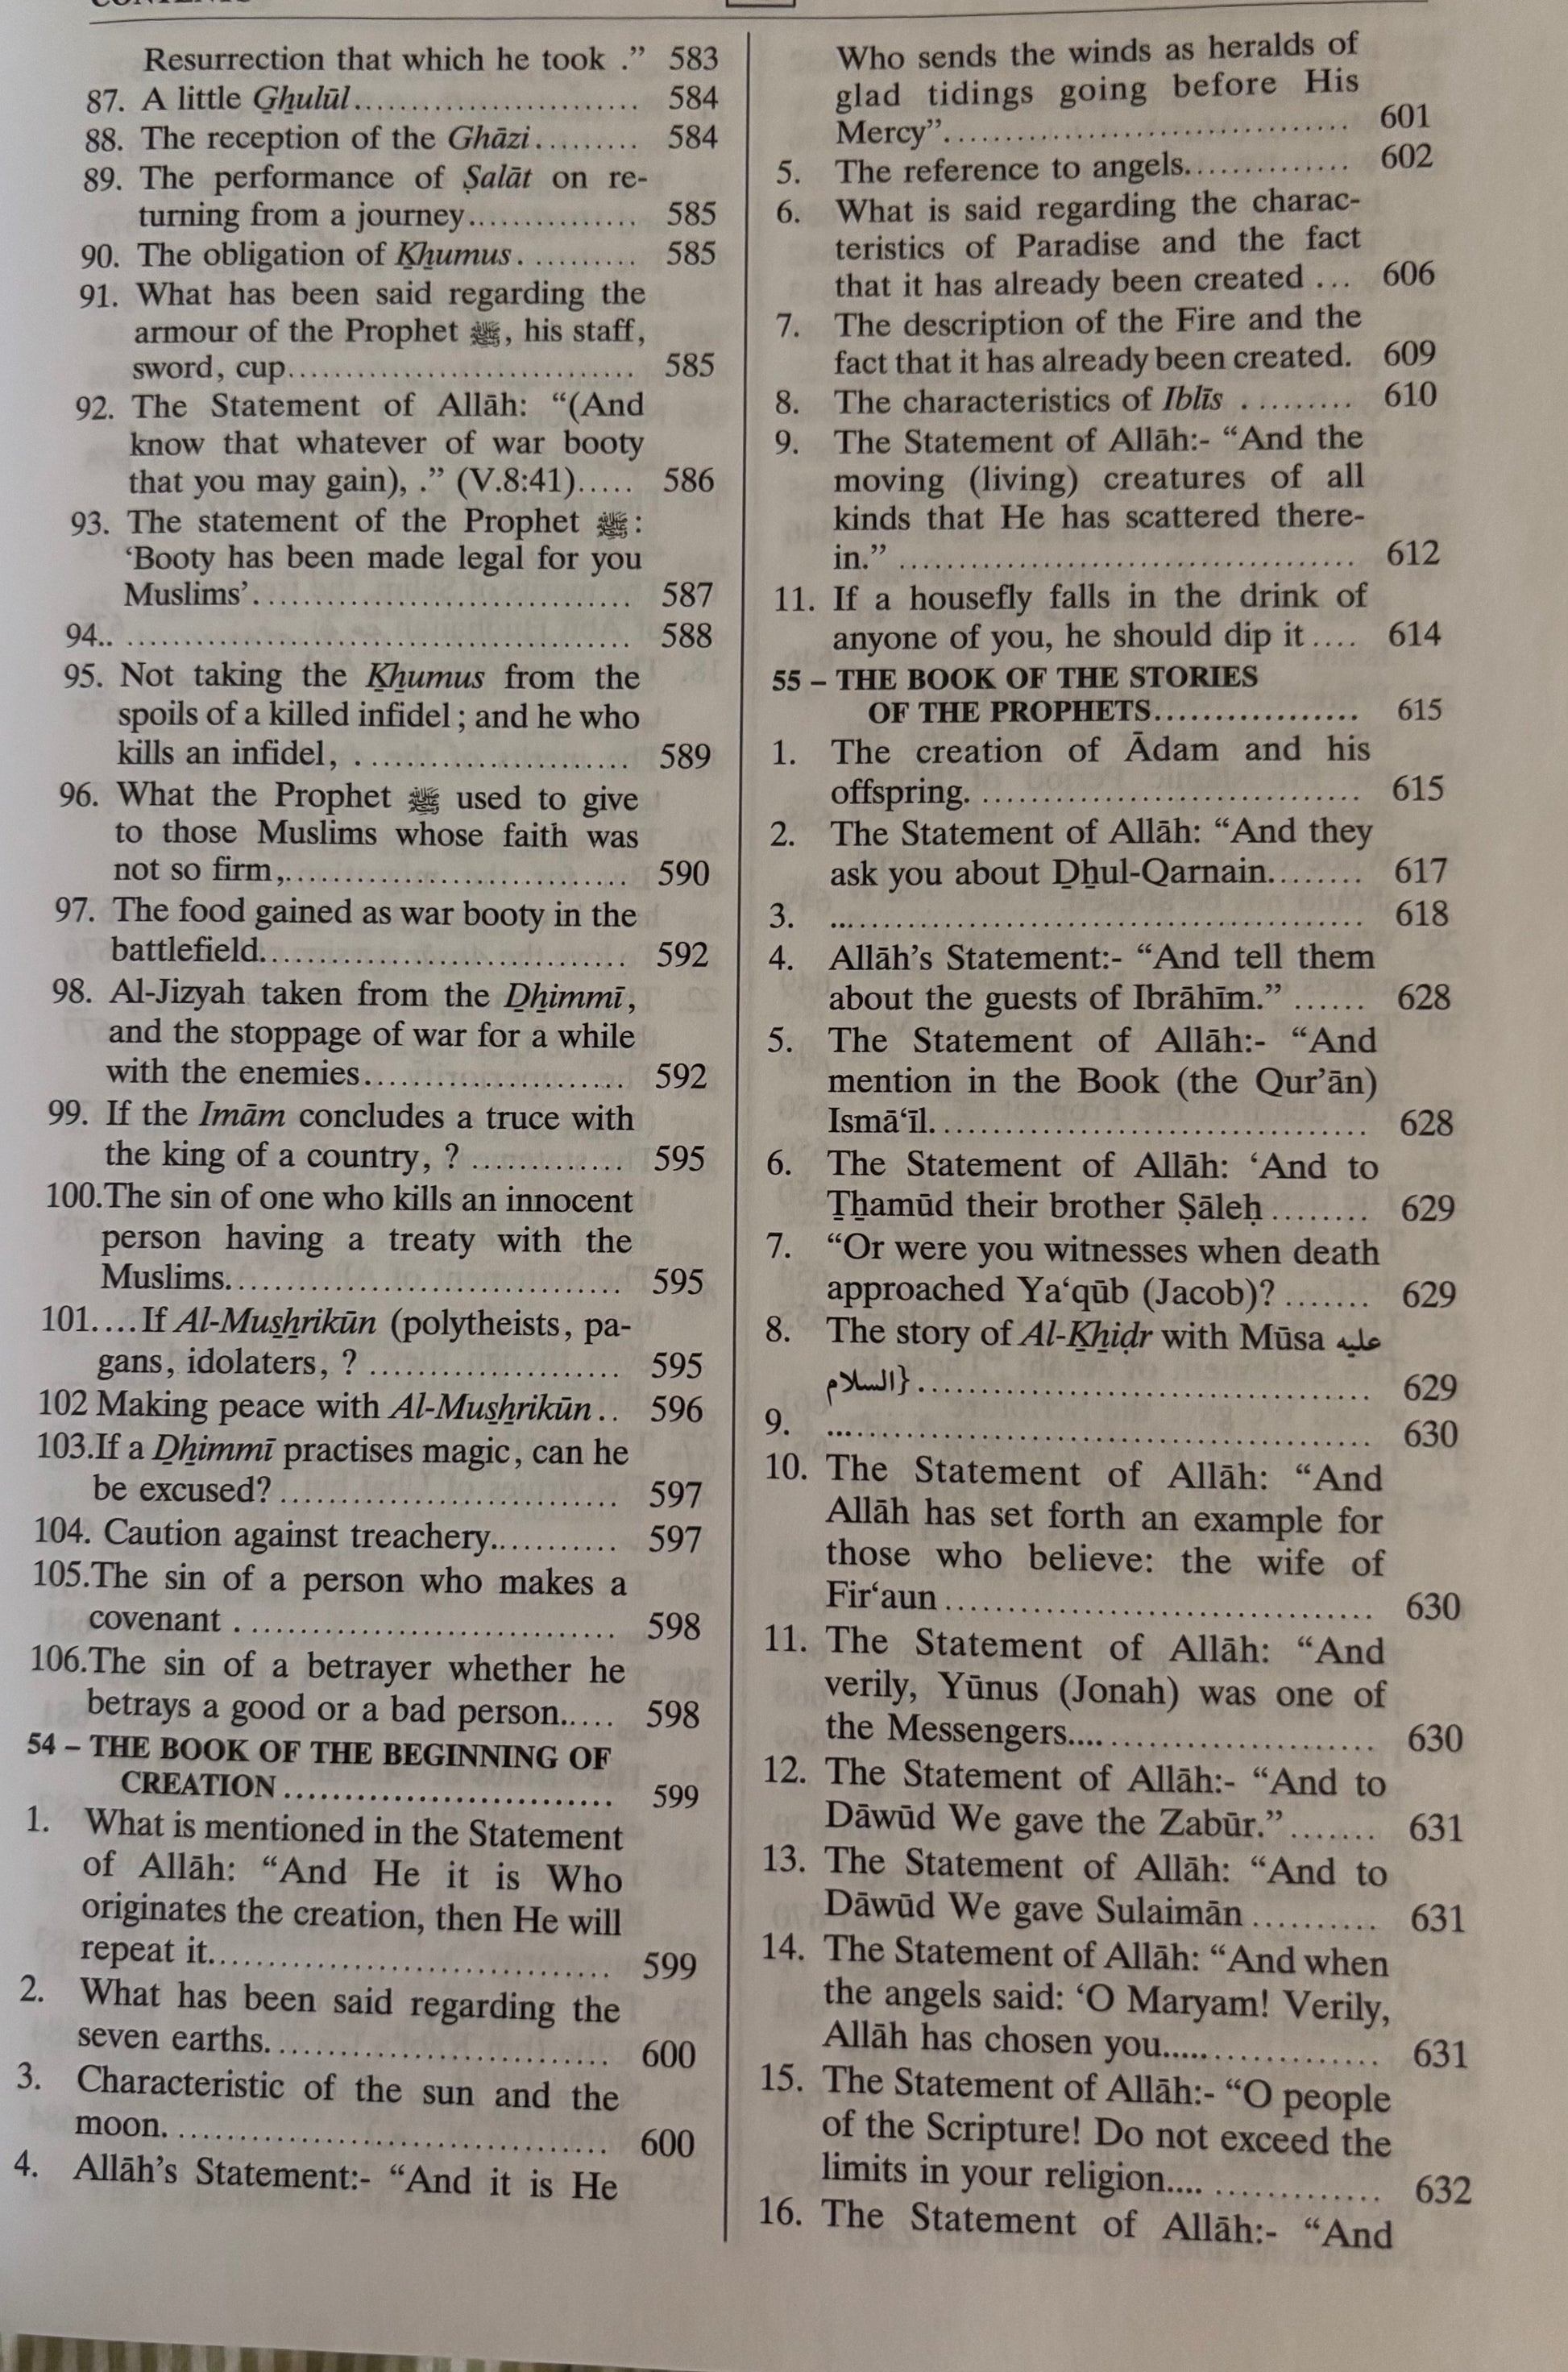 CONTENTS
Resurrection that which he took .” 583
87. A little G̱ẖulūl.......................... 584
88. The reception of the Ghāzi......... 584
89. The performance of Ṣalāt on re-
turning from a journey............... 585
90. The obligation of Ḵẖumus. .......... 585
91. What has been said regarding the
armour of the Prophet ﷺ, his staff,
sword, cup............................... 585
92. The Statement of Allāh: “(And
know that whatever of war booty
that you may gain), .” (V.8:41)..... 586
93. The statement of the Prophet ﷺ:
‘Booty has been made legal for you
Muslims’.................................. 587
94.. ............................................. 588
95. Not taking the Ḵẖumus from the
spoils of a killed infidel; and he who
kills an infidel, ......................... 589
96. What the Prophet ﷺ used to give
to those Muslims whose faith was
not so firm,............................... 590
97. The food gained as war booty in the
battlefield................................. 592
98. Al-Jizyah taken from the Ḏẖimmī,
and the stoppage of war for a while
with the enemies........................ 592
99. If the Imām concludes a truce with
the king of a country, ? .............. 595
100.The sin of one who kills an innocent
person having a treaty with the
Muslims.................................... 595
101....If Al-Mus̱ẖrikūn (polytheists, pa-
gans, idolaters, ? ....................... 595
102 Making peace with Al-Mus̱ẖrikūn.. 596
103.If a Ḏẖimmī practises magic, can he
be excused? .............................. 597
104. Caution against treachery............ 597
105.The sin of a person who makes a
covenant .................................. 598
106.The sin of a betrayer whether he
betrays a good or a bad person..... 598
54 – THE BOOK OF THE BEGINNING OF
CREATION ............................ 599
1. What is mentioned in the Statement
of Allāh: “And He it is Who
originates the creation, then He will
repeat it.................................... 599
2. What has been said regarding the
seven earths............................... 600
3. Characteristic of the sun and the
moon. ...................................... 600
4. Allāh’s Statement:- “And it is He
Who sends the winds as heralds of
glad tidings going before His
Mercy”..................................... 601
5. The reference to angels............... 602
6. What is said regarding the charac-
teristics of Paradise and the fact
that it has already been created ... 606
7. The description of the Fire and the
fact that it has already been created. 609
8. The characteristics of Iblīs ......... 610
9. The Statement of Allāh:- “And the
moving (living) creatures of all
kinds that He has scattered there-
in.” ......................................... 612
11. If a housefly falls in the drink of
anyone of you, he should dip it .... 614
55 – THE BOOK OF THE STORIES
OF THE PROPHETS.................. 615
1. The creation of Ādam and his
offspring. .................................. 615
2. The Statement of Allāh: “And they
ask you about Ḏẖul-Qarnain........ 617
3. ................................................ 618
4. Allāh’s Statement:- “And tell them
about the guests of Ibrāhīm.” ...... 628
5. The Statement of Allāh:- “And
mention in the Book (the Qur’ān)
Ismā‘īl...................................... 628
6. The Statement of Allāh: ‘And to
Ṯẖamūd their brother Ṣāleḥ ........ 629
7. “Or were you witnesses when death
approached Ya‘qūb (Jacob)? ....... 629
8. The story of Al-Ḵẖiḍr with Mūsa عليه
السلام}....................................... 629
9. ................................................ 630
10. The Statement of Allāh: “And
Allāh has set forth an example for
those who believe: the wife of
Fir‘aun ..................................... 630
11. The Statement of Allāh: “And
verily, Yūnus (Jonah) was one of
the Messengers........................... 630
12. The Statement of Allāh:- “And to
Dāwūd We gave the Zabūr.”....... 631
13. The Statement of Allāh: “And to
Dāwūd We gave Sulaimān .......... 631
14. The Statement of Allāh: “And when
the angels said: ‘O Maryam! Verily,
Allāh has chosen you................... 631
15. The Statement of Allāh:- “O people
of the Scripture! Do not exceed the
limits in your religion.... ............. 632
16. The Statement of Allāh:- “And